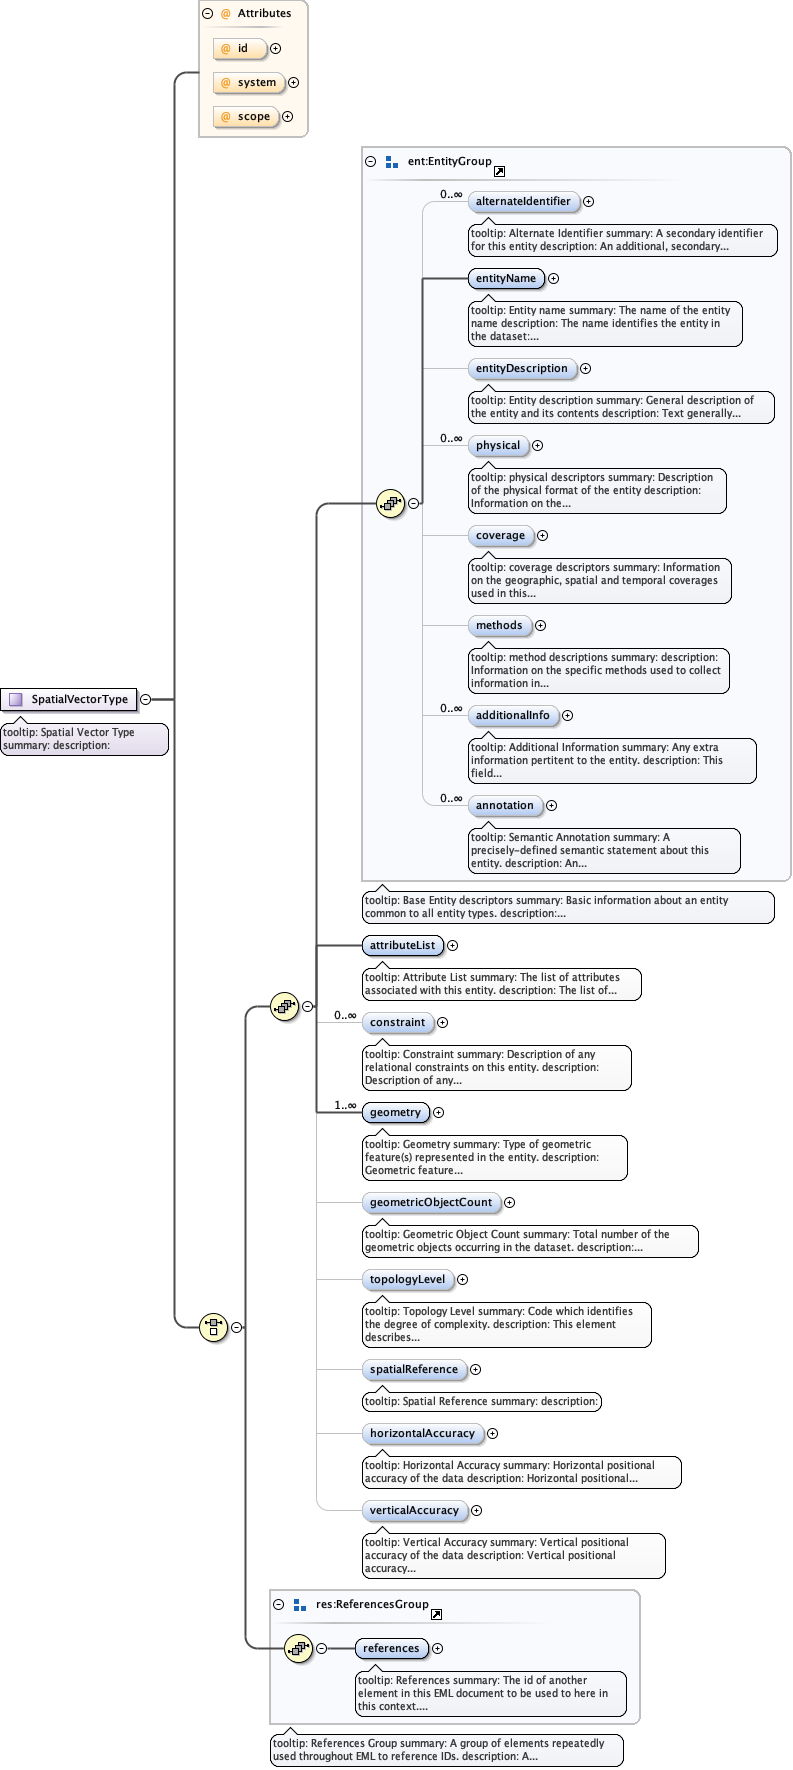 @ Attributes
@ id
@ system
@ scope
ent:EntityGroup
0..∞
alternateIdentifier
tooltip: Alternate Identifier summary: A secondary identifier
for this entity description: An additional, secondary...
entityName
tooltip: Entity name summary: The name of the entity
name description: The name identifies the entity in
the dataset:...
entityDescription
tooltip: Entity description summary: General description of
the entity and its contents description: Text generally...
0..∞
physical
tooltip: physical descriptors summary: Description
of the physical format of the entity description:
Information on the...
coverage
tooltip: coverage descriptors summary: Information
on the geographic, spatial and temporal coverages
used in this...
methods
tooltip: method descriptions summary: description:
Information on the specific methods used to collect
information in...
SpatialVectorType
tooltip: Spatial Vector Type
summary: description:
0..∞
additionalInfo
tooltip: Additional Information summary: Any extra
information pertitent to the entity. description: This
field...
0..∞
annotation
tooltip: Semantic Annotation summary: A
precisely-defined semantic statement about this
entity. description: An...
tooltip: Base Entity descriptors summary: Basic information about an entity
common to all entity types. description:...
attributeList
tooltip: Attribute List summary: The list of attributes
associated with this entity. description: The list of...
0..∞
constraint
tooltip: Constraint summary: Description of any
relational constraints on this entity. description:
Description of any...
1..∞
geometry
tooltip: Geometry summary: Type of geometric
feature(s) represented in the entity. description:
Geometric feature...
geometricObjectCount
tooltip: Geometric Object Count summary: Total number of the
geometric objects occurring in the dataset. description:...
topologyLevel
tooltip: Topology Level summary: Code which identifies
the degree of complexity. description: This element
describes...
spatialReference
tooltip: Spatial Reference summary: description:
horizontalAccuracy
tooltip: Horizontal Accuracy summary: Horizontal positional
accuracy of the data description: Horizontal positional...
verticalAccuracy
tooltip: Vertical Accuracy summary: Vertical positional
accuracy of the data description: Vertical positional
accuracy...
res:ReferencesGroup
references
tooltip: References summary: The id of another
element in this EML document to be used to here in
this context....
tooltip: References Group summary: A group of elements repeatedly
used throughout EML to reference IDs. description: A...